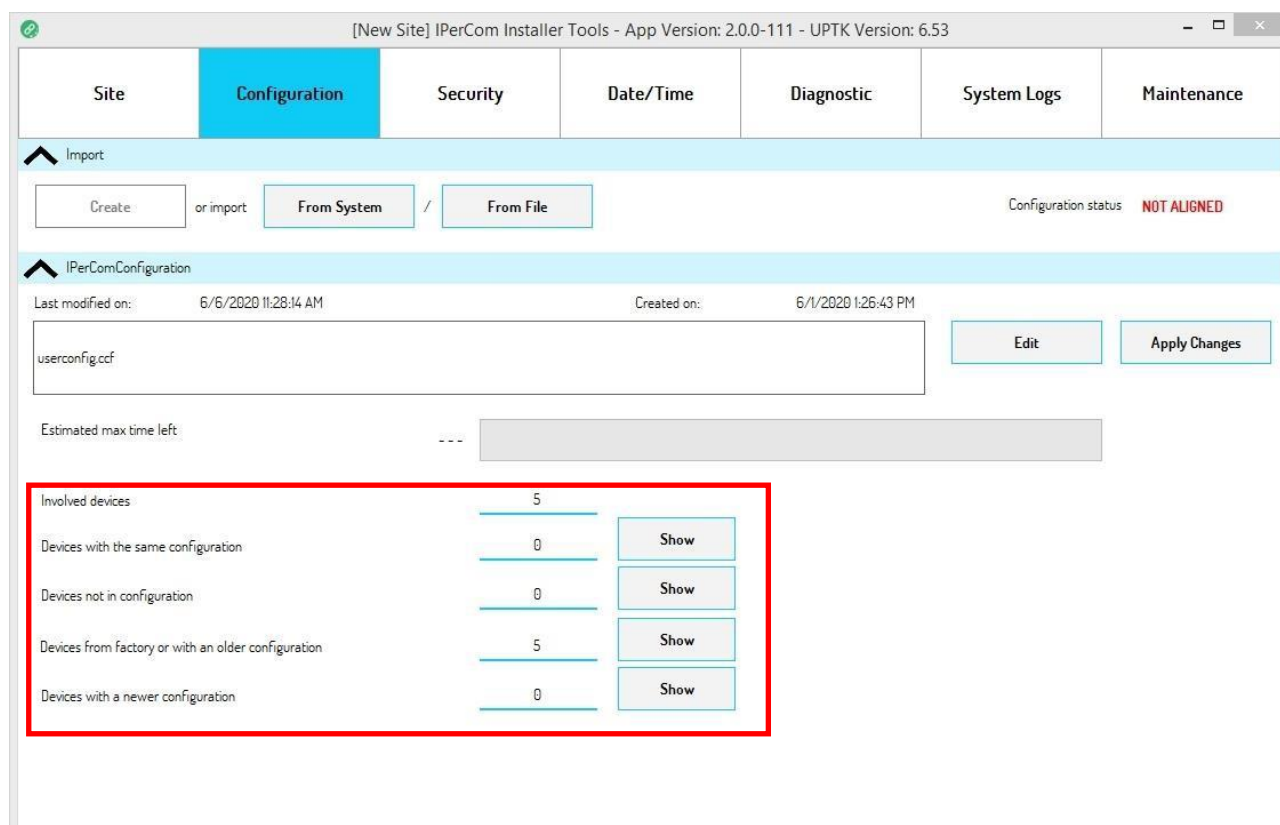 [New Site] IPerCom Installer Tools - App Version: 2.0.0-111 - UPTK Version: 6.53
Site Configuration Security Date/Time Diagnostic System Logs Maintenance
Import
Create or import From System / From File Configuration status NOT ALIGNED
IPerComConfiguration
Last modified on: 6/6/2020 11:28:14 AM Created on: 6/1/2020 1:26:43 PM
userconfig.ccf Edit Apply Changes
Estimated max time left ---
Involved devices 5
Devices with the same configuration 0 Show
Devices not in configuration 0 Show
Devices from factory or with an older configuration 5 Show
Devices with a newer configuration 0 Show